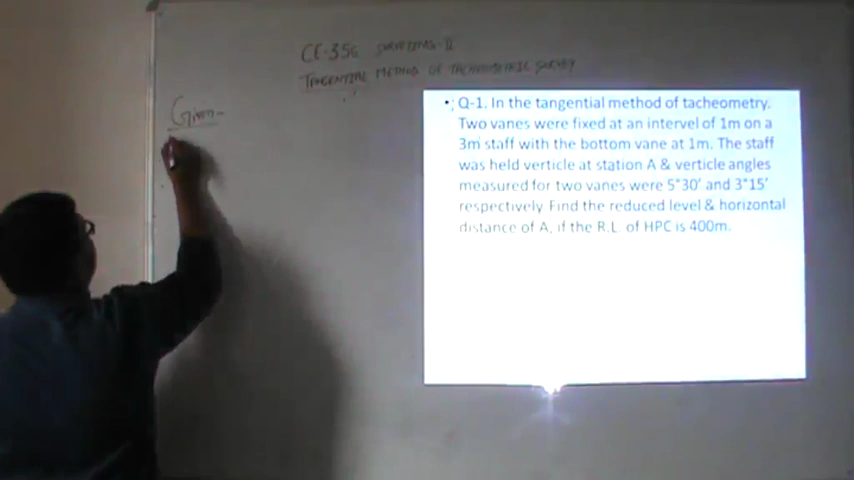 CE-356 SURVEYING-II
TANGENTIAL METHOD OF TACHEOMETRIC SURVEY
Given-
• ; Q-1. In the tangential method of tacheometry.
Two vanes were fixed at an intervel of 1m on a
3m staff with the bottom vane at 1m. The staff
was held verticle at station A & verticle angles
measured for two vanes were 5°30’ and 3°15’
respectively. Find the reduced level & horizontal
distance of A, if the R.L. of HPC is 400m.